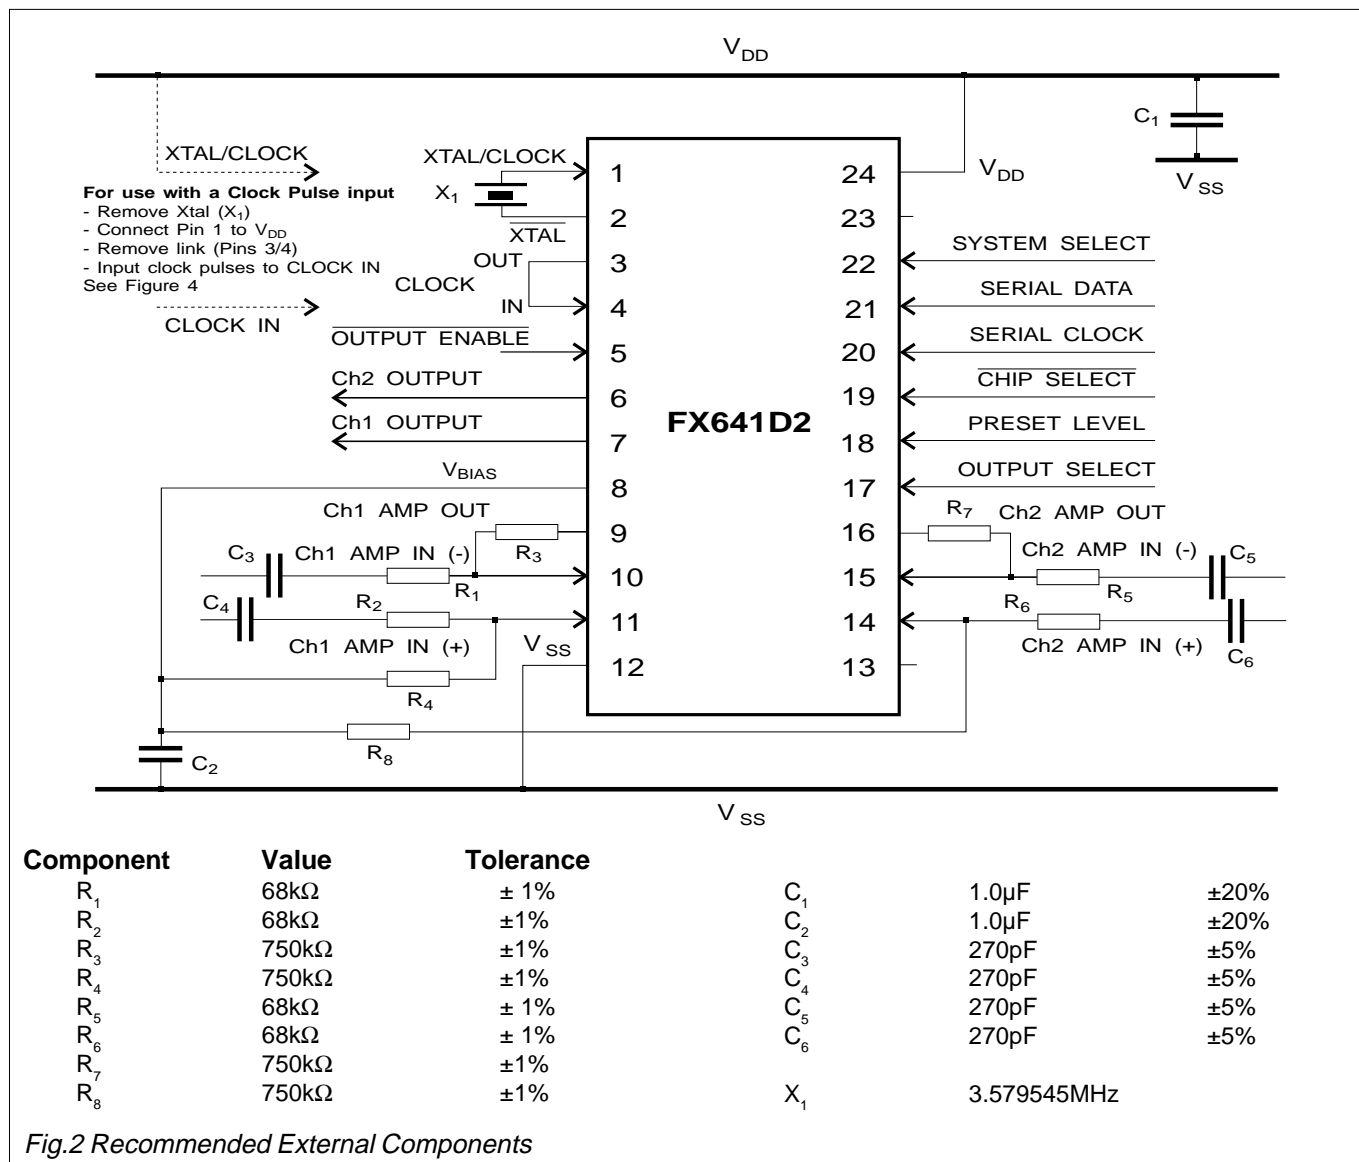 V DD
XTAL/CLOCK
For use with a Clock Pulse input
- Remove Xtal (X1)
- Connect Pin 1 to VDD
- Remove link (Pins 3/4)
- Input clock pulses to CLOCK IN
See Figure 4
CLOCK IN
XTAL/CLOCK
X1
XTAL
OUT
CLOCK
IN
OUTPUT ENABLE
Ch2 OUTPUT
Ch1 OUTPUT
VBIAS
Ch1 AMP OUT
R3
C3
Ch1 AMP IN (-)
R1
C4
R2
Ch1 AMP IN (+)
VSS
R4
R8
C2
1
2
3
4
5
6
7
8
9
10
11
12
FX641D2
24
23
22
21
20
19
18
17
16
15
14
13
VDD
C1
VSS
SYSTEM SELECT
SERIAL DATA
SERIAL CLOCK
CHIP SELECT
PRESET LEVEL
OUTPUT SELECT
R7
Ch2 AMP OUT
Ch2 AMP IN (-)
C5
R5
R6
Ch2 AMP IN (+)
C6
VSS
Component Value Tolerance
R1 68kΩ ± 1% C1 1.0µF ±20%
R2 68kΩ ±1% C2 1.0µF ±20%
R3 750kΩ ±1% C3 270pF ±5%
R4 750kΩ ±1% C4 270pF ±5%
R5 68kΩ ± 1% C5 270pF ±5%
R6 68kΩ ± 1% C6 270pF ±5%
R7 750kΩ ±1%
R8 750kΩ ±1% X1 3.579545MHz
Fig.2 Recommended External Components